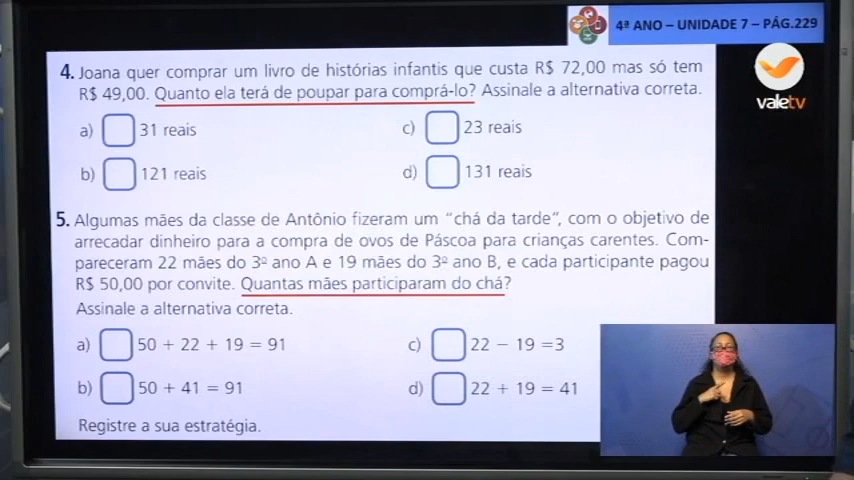 4ª ANO – UNIDADE 7 – PÁG.229
valetv
4. Joana quer comprar um livro de histórias infantis que custa R$ 72,00 mas só tem
R$ 49,00. Quanto ela terá de poupar para comprá-lo? Assinale a alternativa correta.
a) 31 reais
c) 23 reais
b) 121 reais
d) 131 reais
5. Algumas mães da classe de Antônio fizeram um “chá da tarde”, com o objetivo de
arrecadar dinheiro para a compra de ovos de Páscoa para crianças carentes. Com-
pareceram 22 mães do 3º ano A e 19 mães do 3º ano B, e cada participante pagou
R$ 50,00 por convite. Quantas mães participaram do chá?
Assinale a alternativa correta.
a) 50 + 22 + 19 = 91
c) 22 – 19 =3
b) 50 + 41 = 91
d) 22 + 19 = 41
Registre a sua estratégia.